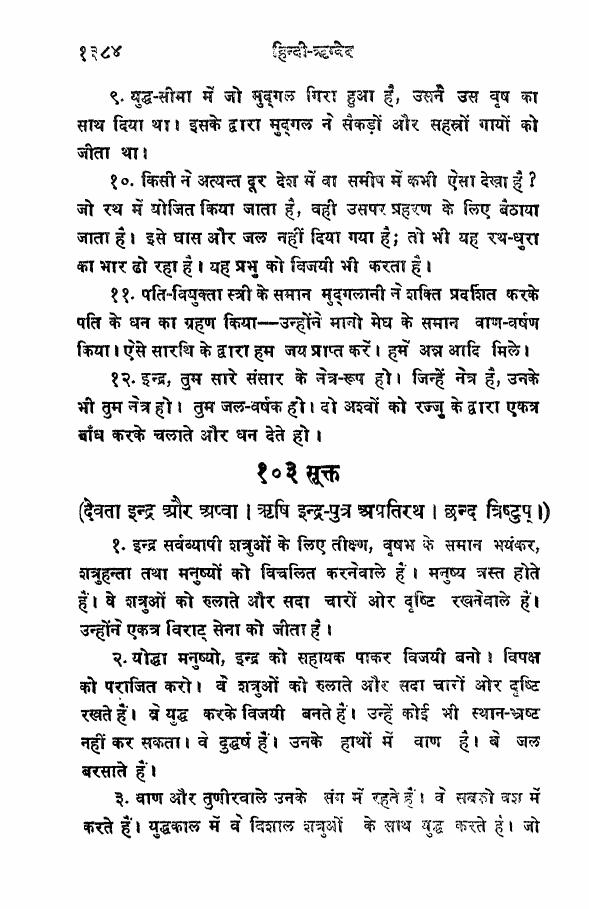 १३८४ हिन्दी-ऋग्वेद
९. युद्ध-सीमा में जो मुद्गल गिरा हुआ है, उसने उस वृष का
साथ दिया था। इसके द्वारा मुद्गल ने सैकड़ों और सहस्रों गायों को
जीता था।
१०. किसी ने अत्यन्त दूर देश में वा समीप में कभी ऐसा देखा है?
जो रथ में योजित किया जाता है, वही उसपर प्रहरण के लिए बैठाया
जाता है। इसे घास और जल नहीं दिया गया है; तो भी यह रथ-धुरा
का भार ढो रहा है। यह प्रभु को विजयी भी करता है।
११. पति-वियुक्ता स्त्री के समान मुद्गलानी ने शक्ति प्रदर्शित करके
पति के धन का ग्रहण किया—उन्होंने मानो मेघ के समान वाण-वर्षण
किया। ऐसे सारथि के द्वारा हम जय प्राप्त करें। हमें अन्न आदि मिले।
१२. इन्द्र, तुम सारे संसार के नेत्र-रूप हो। जिन्हें नेत्र है, उनके
भी तुम नेत्र हो। तुम जल-वर्षक हो। दो अश्वों को रज्जु के द्वारा एकत्र
बाँध करके चलाते और धन देते हो।
१०३ सूक्त
(देवता इन्द्र और अप्वा। ऋषि इन्द्र-पुत्र अप्रतिरथ। छन्द त्रिष्टुप्।)
१. इन्द्र सर्वव्यापी शत्रुओं के लिए तीक्ष्ण, वृषभ के समान भयंकर,
शत्रुहन्ता तथा मनुष्यों को विचलित करनेवाले हैं। मनुष्य त्रस्त होते
हैं। वे शत्रुओं को रुलाते और सदा चारों ओर दृष्टि रखनेवाले हैं।
उन्होंने एकत्र विराट् सेना को जीता है।
२. योद्धा मनुष्यो, इन्द्र को सहायक पाकर विजयी बनो। विपक्ष
को पराजित करो। वे शत्रुओं को रुलाते और सदा चारों ओर दृष्टि
रखते हैं। वे युद्ध करके विजयी बनते हैं। उन्हें कोई भी स्थान-भ्रष्ट
नहीं कर सकता। वे दुर्द्धर्ष हैं। उनके हाथों में वाण है। वे जल
बरसाते हैं।
३. वाण और तूणीरवाले उनके संग में रहते हैं। वे सबको वश में
करते हैं। युद्धकाल में वे विशाल शत्रुओं के साथ युद्ध करते हैं। जो